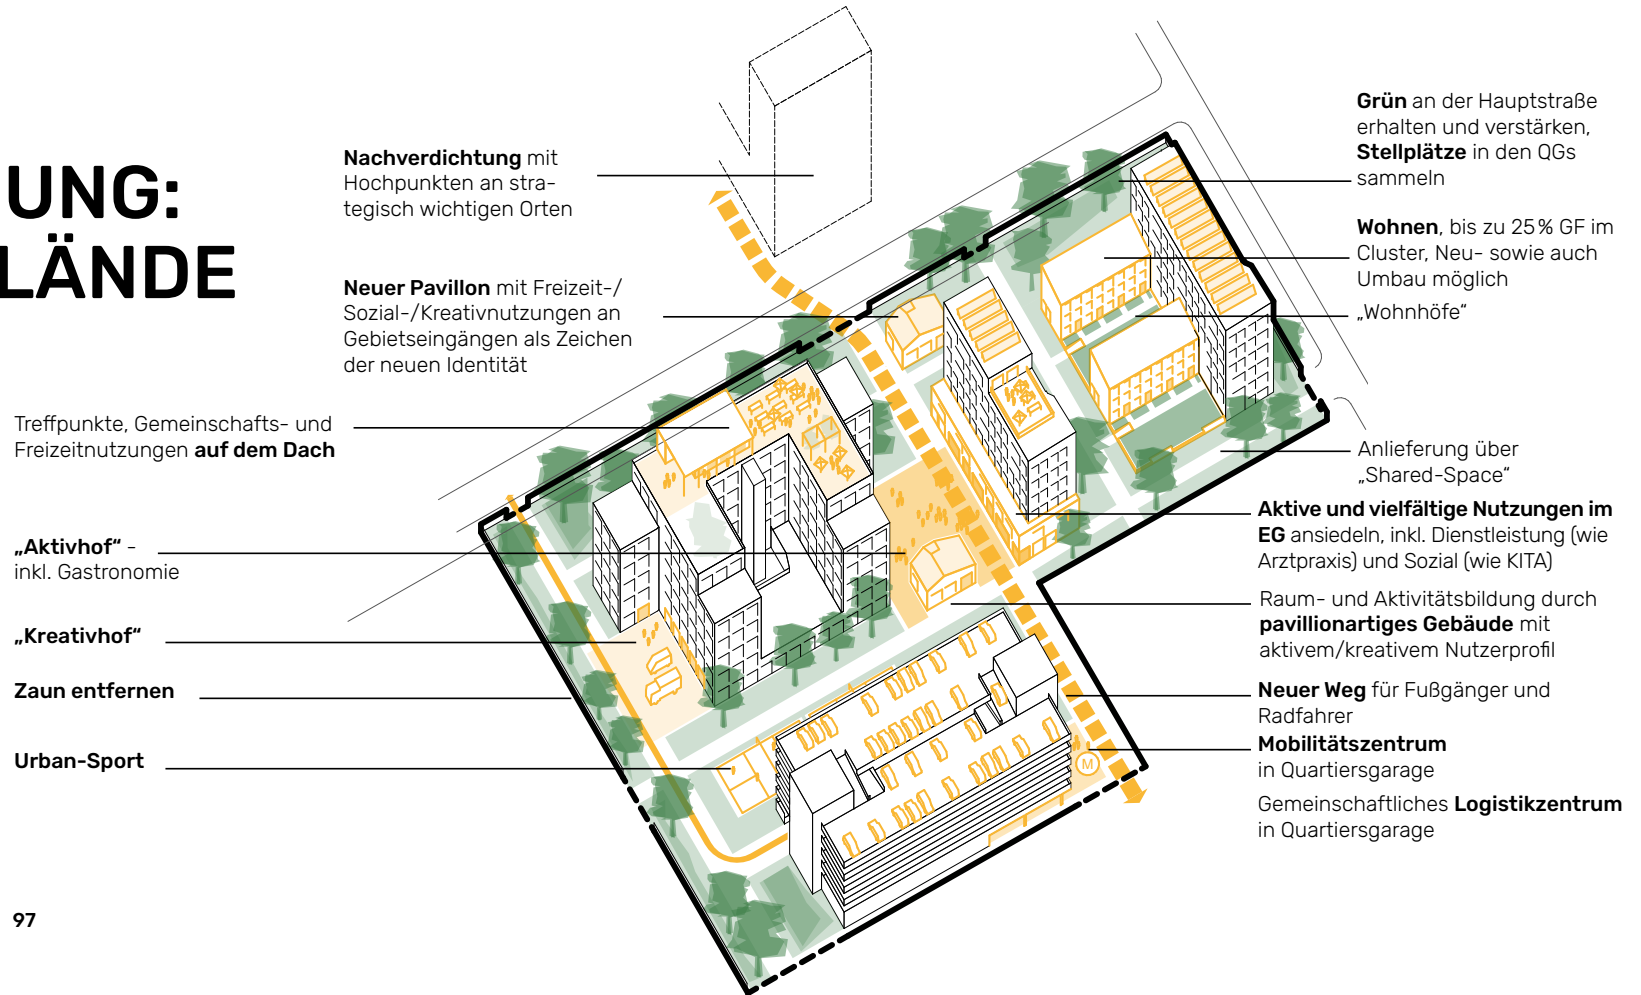 UNG:
LÄNDE
Nachverdichtung mit
Hochpunkten an stra-
tegisch wichtigen Orten
Neuer Pavillon mit Freizeit-/
Sozial-/Kreativnutzungen an
Gebietseingängen als Zeichen
der neuen Identität
Treffpunkte, Gemeinschafts- und
Freizeitnutzungen auf dem Dach
„Aktivhof“ -
inkl. Gastronomie
„Kreativhof“
Zaun entfernen
Urban-Sport
Grün an der Hauptstraße
erhalten und verstärken,
Stellplätze in den QGs
sammeln
Wohnen, bis zu 25 % GF im
Cluster, Neu- sowie auch
Umbau möglich
„Wohnhöfe“
Anlieferung über
„Shared-Space“
Aktive und vielfältige Nutzungen im
EG ansiedeln, inkl. Dienstleistung (wie
Arztpraxis) und Sozial (wie KITA)
Raum- und Aktivitätsbildung durch
pavillionartiges Gebäude mit
aktivem/kreativem Nutzerprofil
Neuer Weg für Fußgänger und
Radfahrer
Mobilitätszentrum
in Quartiersgarage
Gemeinschaftliches Logistikzentrum
in Quartiersgarage
M
97